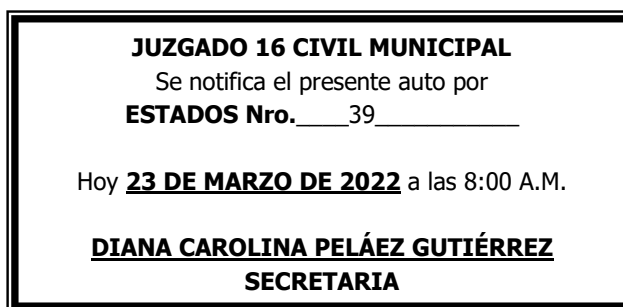 JUZGADO 16 CIVIL MUNICIPAL
Se notifica el presente auto por
ESTADOS Nro.____39___________
Hoy 23 DE MARZO DE 2022 a las 8:00 A.M.
DIANA CAROLINA PELÁEZ GUTIÉRREZ
SECRETARIA